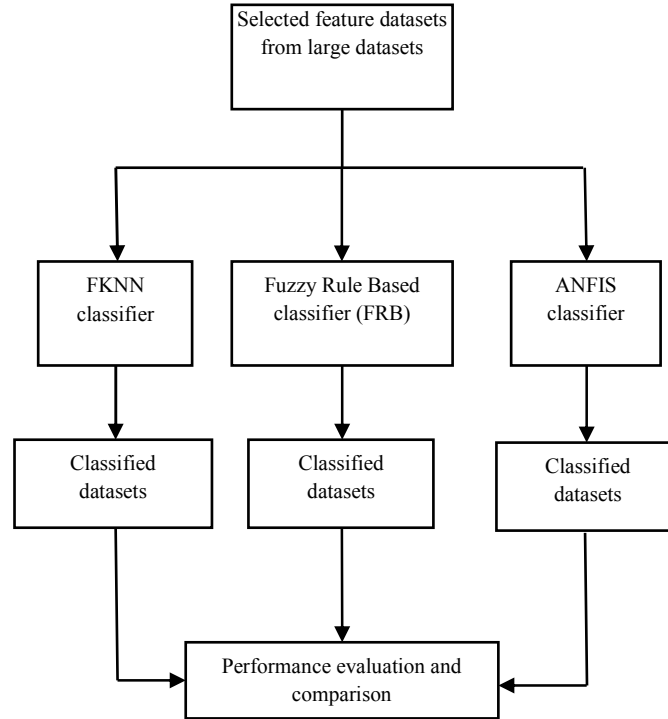 Selected feature datasets
from large datasets
FKNN
classifier
Fuzzy Rule Based
classifier (FRB)
ANFIS
classifier
Classified
datasets
Classified
datasets
Classified
datasets
Performance evaluation and
comparison